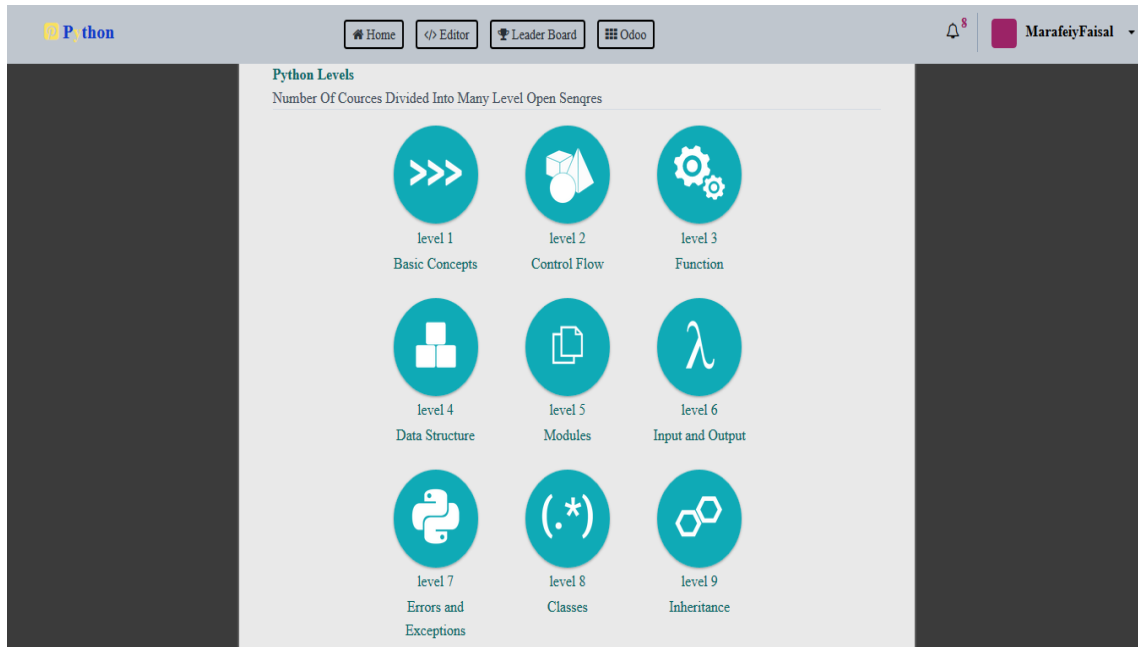 P Python
Home
</> Editor
Leader Board
Odoo
8
MarafeiyFaisal
Python Levels
Number Of Cources Divided Into Many Level Open Senqres
>>>
level 1
Basic Concepts
level 2
Control Flow
level 3
Function
level 4
Data Structure
level 5
Modules
λ
level 6
Input and Output
level 7
Errors and
Exceptions
(.*)
level 8
Classes
level 9
Inheritance